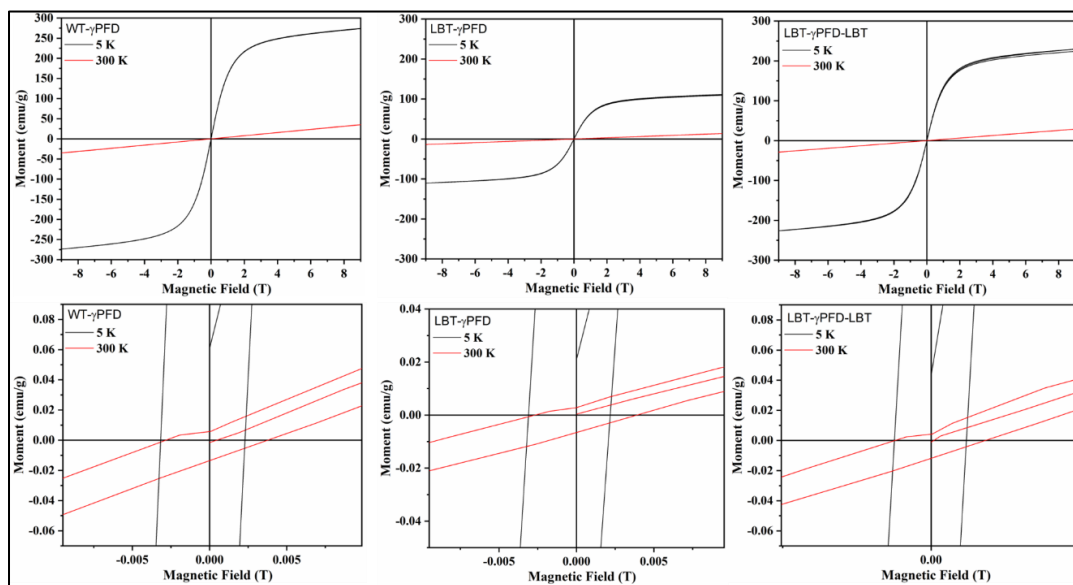 WT-γPFD
5 K
300 K
300
250
200
150
100
50
0
-50
-100
-150
-200
-250
-300
Moment (emu/g)
-8 -6 -4 -2 0 2 4 6 8
Magnetic Field (T)
LBT-γPFD
5 K
300 K
300
200
100
0
-100
-200
-300
Moment (emu/g)
-8 -6 -4 -2 0 2 4 6 8
Magnetic Field (T)
LBT-γPFD-LBT
5 K
300 K
300
200
100
0
-100
-200
-300
Moment (emu/g)
-8 -6 -4 -2 0 2 4 6 8
Magnetic Field (T)
WT-γPFD
5 K
300 K
0.08
0.06
0.04
0.02
0.00
-0.02
-0.04
-0.06
Moment (emu/g)
-0.005 0.000 0.005
Magnetic Field (T)
LBT-γPFD
5 K
300 K
0.04
0.02
0.00
-0.02
-0.04
Moment (emu/g)
-0.005 0.000 0.005
Magnetic Field (T)
LBT-γPFD-LBT
5 K
300 K
0.08
0.06
0.04
0.02
0.00
-0.02
-0.04
-0.06
Moment (emu/g)
0.00
Magnetic Field (T)